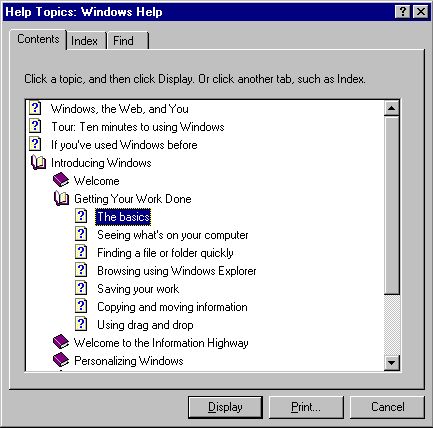 Help Topics: Windows Help
Contents Index Find
Click a topic, and then click Display. Or click another tab, such as Index.
Windows, the Web, and You
Tour: Ten minutes to using Windows
If you've used Windows before
Introducing Windows
Welcome
Getting Your Work Done
The basics
Seeing what's on your computer
Finding a file or folder quickly
Browsing using Windows Explorer
Saving your work
Copying and moving information
Using drag and drop
Welcome to the Information Highway
Personalizing Windows
Display Print... Cancel